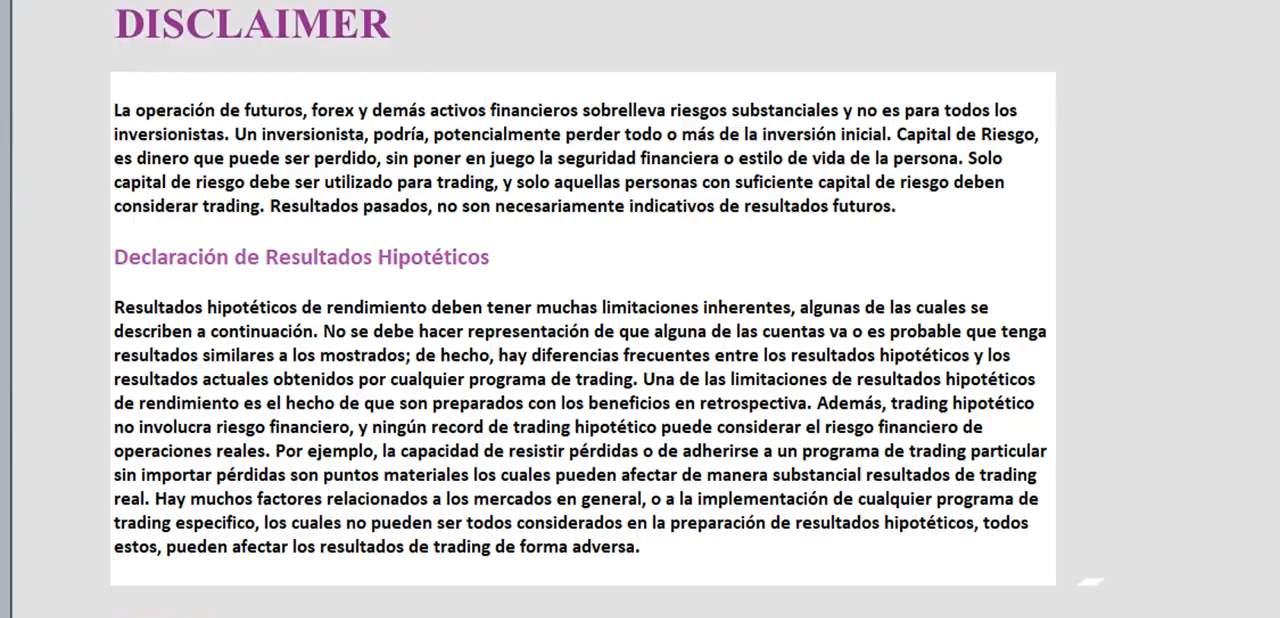 DISCLAIMER
La operación de futuros, forex y demás activos financieros sobrelleva riesgos substanciales y no es para todos los
inversionistas. Un inversionista, podría, potencialmente perder todo o más de la inversión inicial. Capital de Riesgo,
es dinero que puede ser perdido, sin poner en juego la seguridad financiera o estilo de vida de la persona. Solo
capital de riesgo debe ser utilizado para trading, y solo aquellas personas con suficiente capital de riesgo deben
considerar trading. Resultados pasados, no son necesariamente indicativos de resultados futuros.
Declaración de Resultados Hipotéticos
Resultados hipotéticos de rendimiento deben tener muchas limitaciones inherentes, algunas de las cuales se
describen a continuación. No se debe hacer representación de que alguna de las cuentas va o es probable que tenga
resultados similares a los mostrados; de hecho, hay diferencias frecuentes entre los resultados hipotéticos y los
resultados actuales obtenidos por cualquier programa de trading. Una de las limitaciones de resultados hipotéticos
de rendimiento es el hecho de que son preparados con los beneficios en retrospectiva. Además, trading hipotético
no involucra riesgo financiero, y ningún record de trading hipotético puede considerar el riesgo financiero de
operaciones reales. Por ejemplo, la capacidad de resistir pérdidas o de adherirse a un programa de trading particular
sin importar pérdidas son puntos materiales los cuales pueden afectar de manera substancial resultados de trading
real. Hay muchos factores relacionados a los mercados en general, o a la implementación de cualquier programa de
trading especifico, los cuales no pueden ser todos considerados en la preparación de resultados hipotéticos, todos
estos, pueden afectar los resultados de trading de forma adversa.